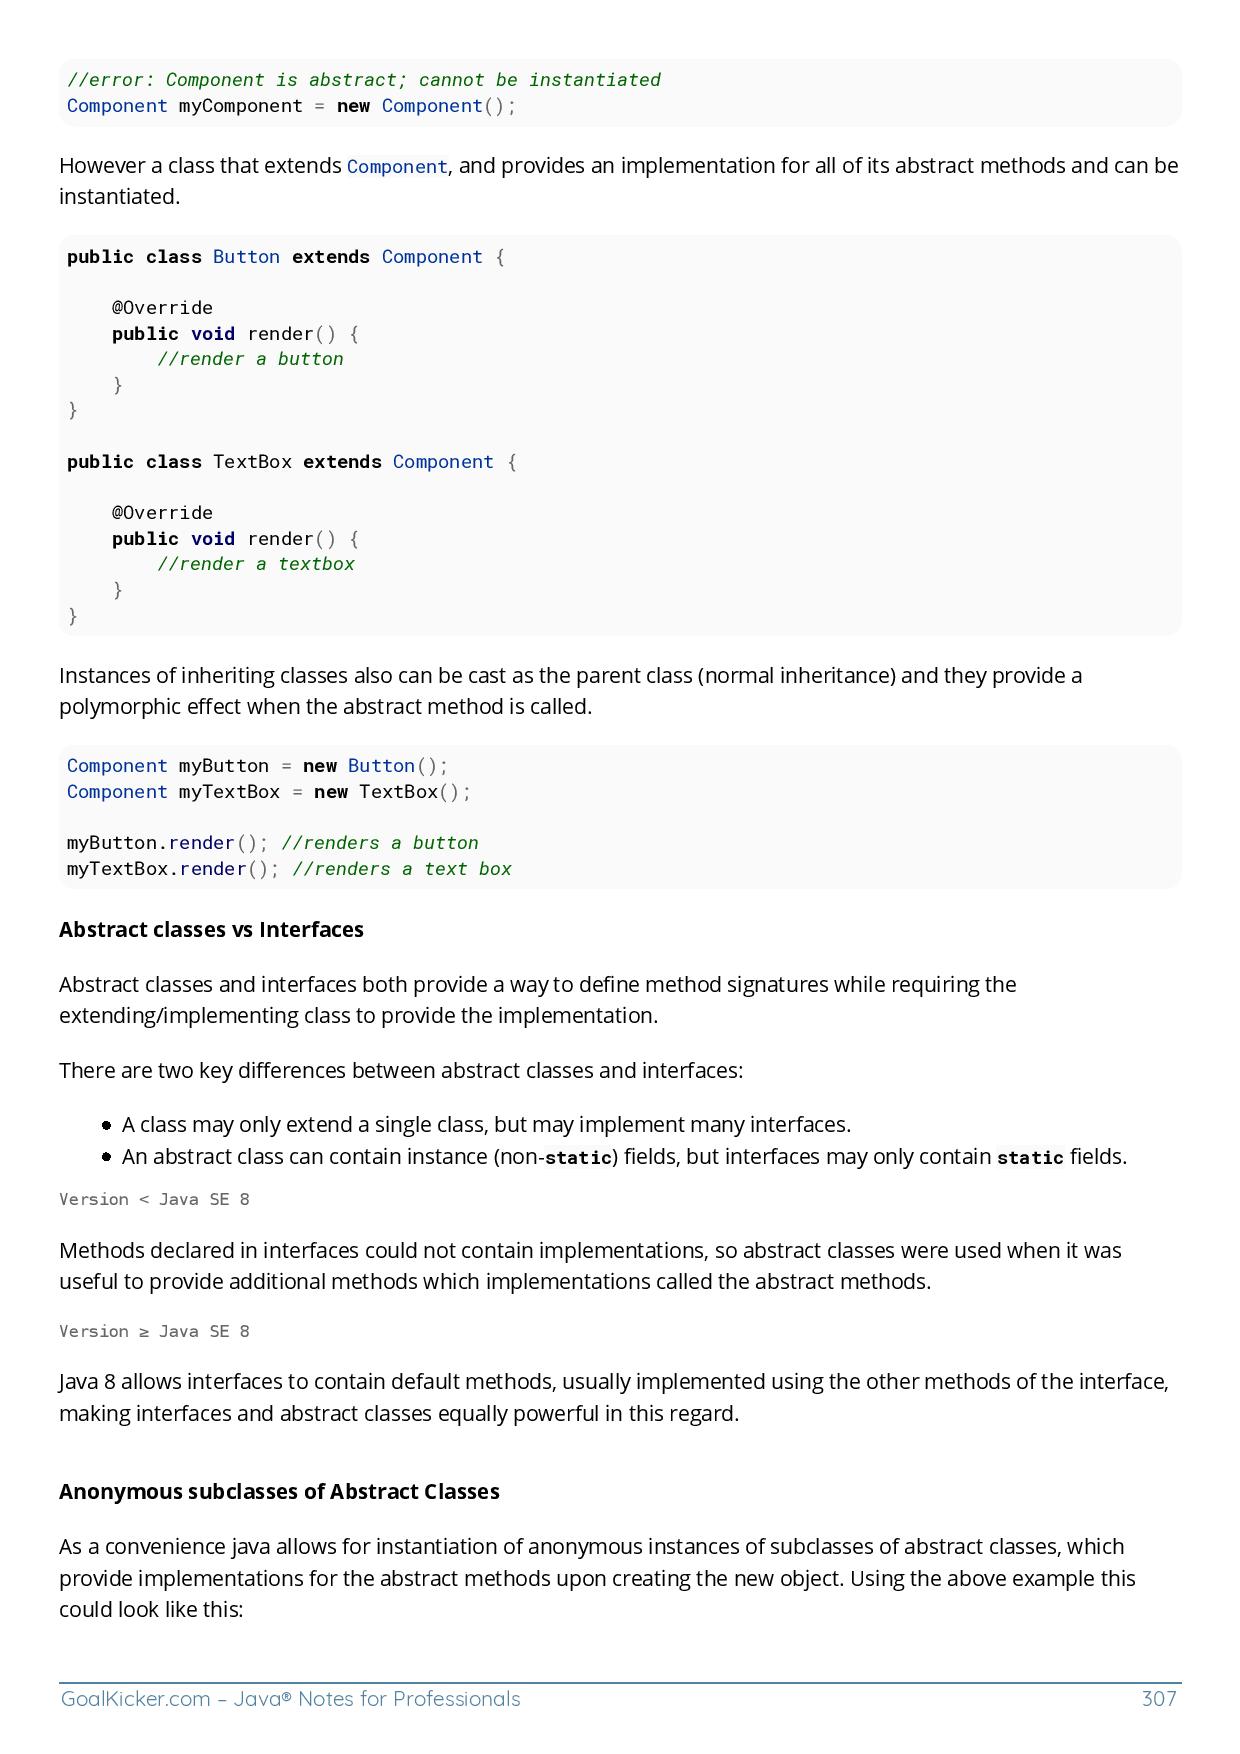 //error: Component is abstract; cannot be instantiated
Component myComponent = new Component();
However a class that extends Component, and provides an implementation for all of its abstract methods and can be
instantiated.
public class Button extends Component {
    @Override
    public void render() {
        //render a button
    }
}
public class TextBox extends Component {
    @Override
    public void render() {
        //render a textbox
    }
}
Instances of inheriting classes also can be cast as the parent class (normal inheritance) and they provide a
polymorphic effect when the abstract method is called.
Component myButton = new Button();
Component myTextBox = new TextBox();
myButton.render(); //renders a button
myTextBox.render(); //renders a text box
Abstract classes vs Interfaces
Abstract classes and interfaces both provide a way to define method signatures while requiring the
extending/implementing class to provide the implementation.
There are two key differences between abstract classes and interfaces:
● A class may only extend a single class, but may implement many interfaces.
● An abstract class can contain instance (non-static) fields, but interfaces may only contain static fields.
Version < Java SE 8
Methods declared in interfaces could not contain implementations, so abstract classes were used when it was
useful to provide additional methods which implementations called the abstract methods.
Version ≥ Java SE 8
Java 8 allows interfaces to contain default methods, usually implemented using the other methods of the interface,
making interfaces and abstract classes equally powerful in this regard.
Anonymous subclasses of Abstract Classes
As a convenience java allows for instantiation of anonymous instances of subclasses of abstract classes, which
provide implementations for the abstract methods upon creating the new object. Using the above example this
could look like this:
GoalKicker.com – Java® Notes for Professionals 307